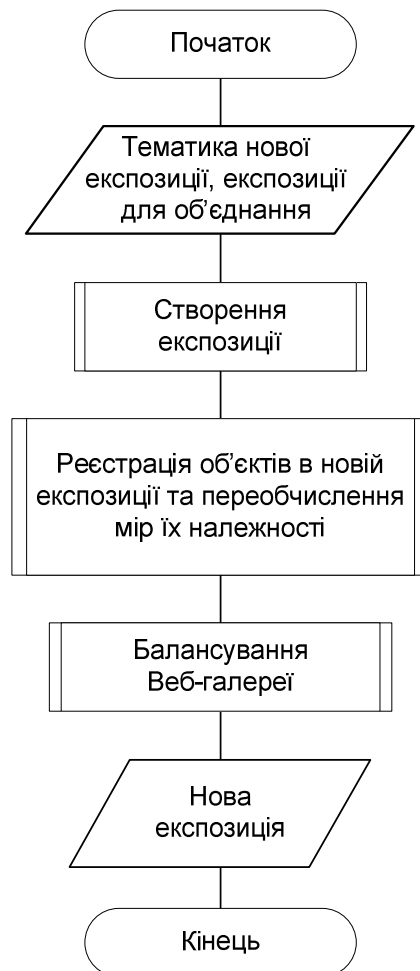 Початок
Тематика нової
експозиції, експозиції
для об’єднання
Створення
експозиції
Реєстрація об’єктів в новій
експозиції та переобчислення
мір їх належності
Балансування
Веб-галереї
Нова
експозиція
Кінець